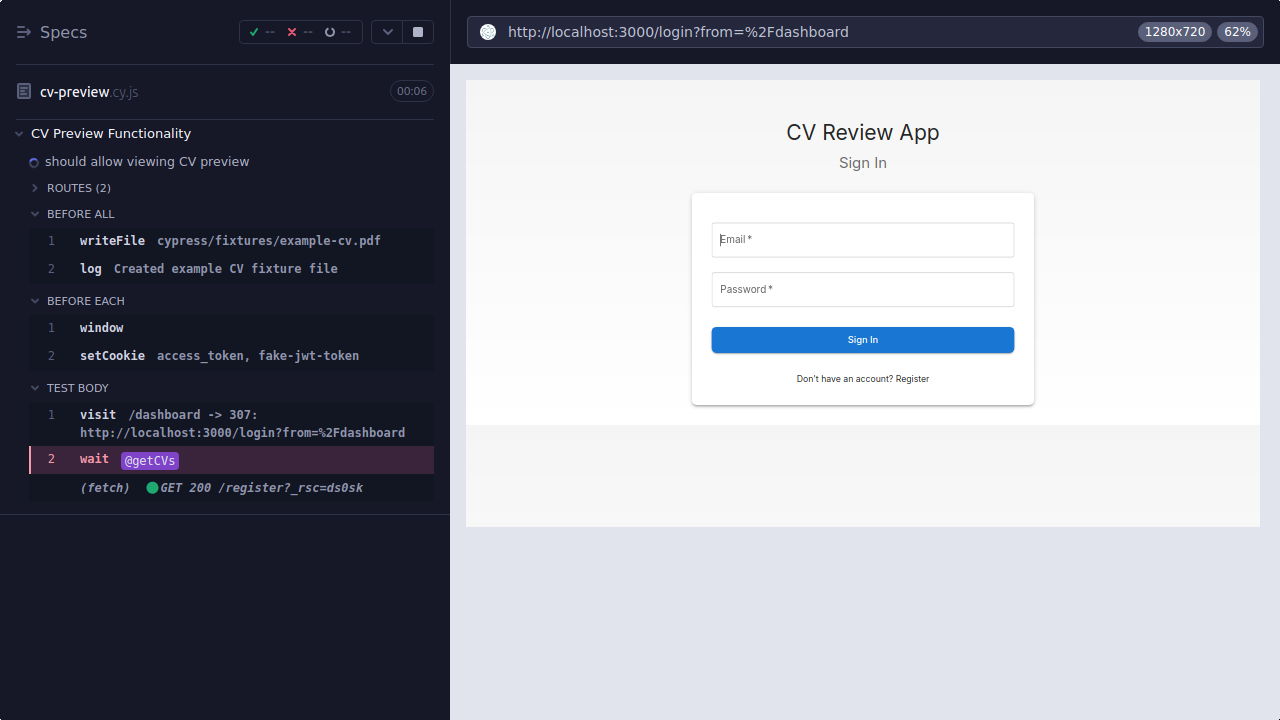 Specs
-- -- --
cv-preview.cy.js
00:06
CV Preview Functionality
should allow viewing CV preview
ROUTES (2)
BEFORE ALL
1 writeFile cypress/fixtures/example-cv.pdf
2 log Created example CV fixture file
BEFORE EACH
1 window
2 setCookie access_token, fake-jwt-token
TEST BODY
1 visit /dashboard -> 307:
http://localhost:3000/login?from=%2Fdashboard
2 wait @getCVs
(fetch) GET 200 /register?_rsc=ds0sk
http://localhost:3000/login?from=%2Fdashboard
1280x720
62%
CV Review App
Sign In
Email *
Password *
Sign In
Don't have an account? Register